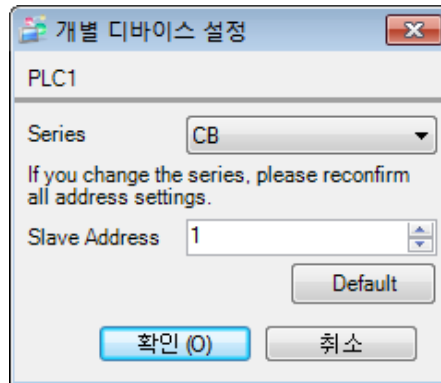 개별 디바이스 설정
PLC1
Series CB
If you change the series, please reconfirm
all address settings.
Slave Address 1
Default
확인 (O) 취소